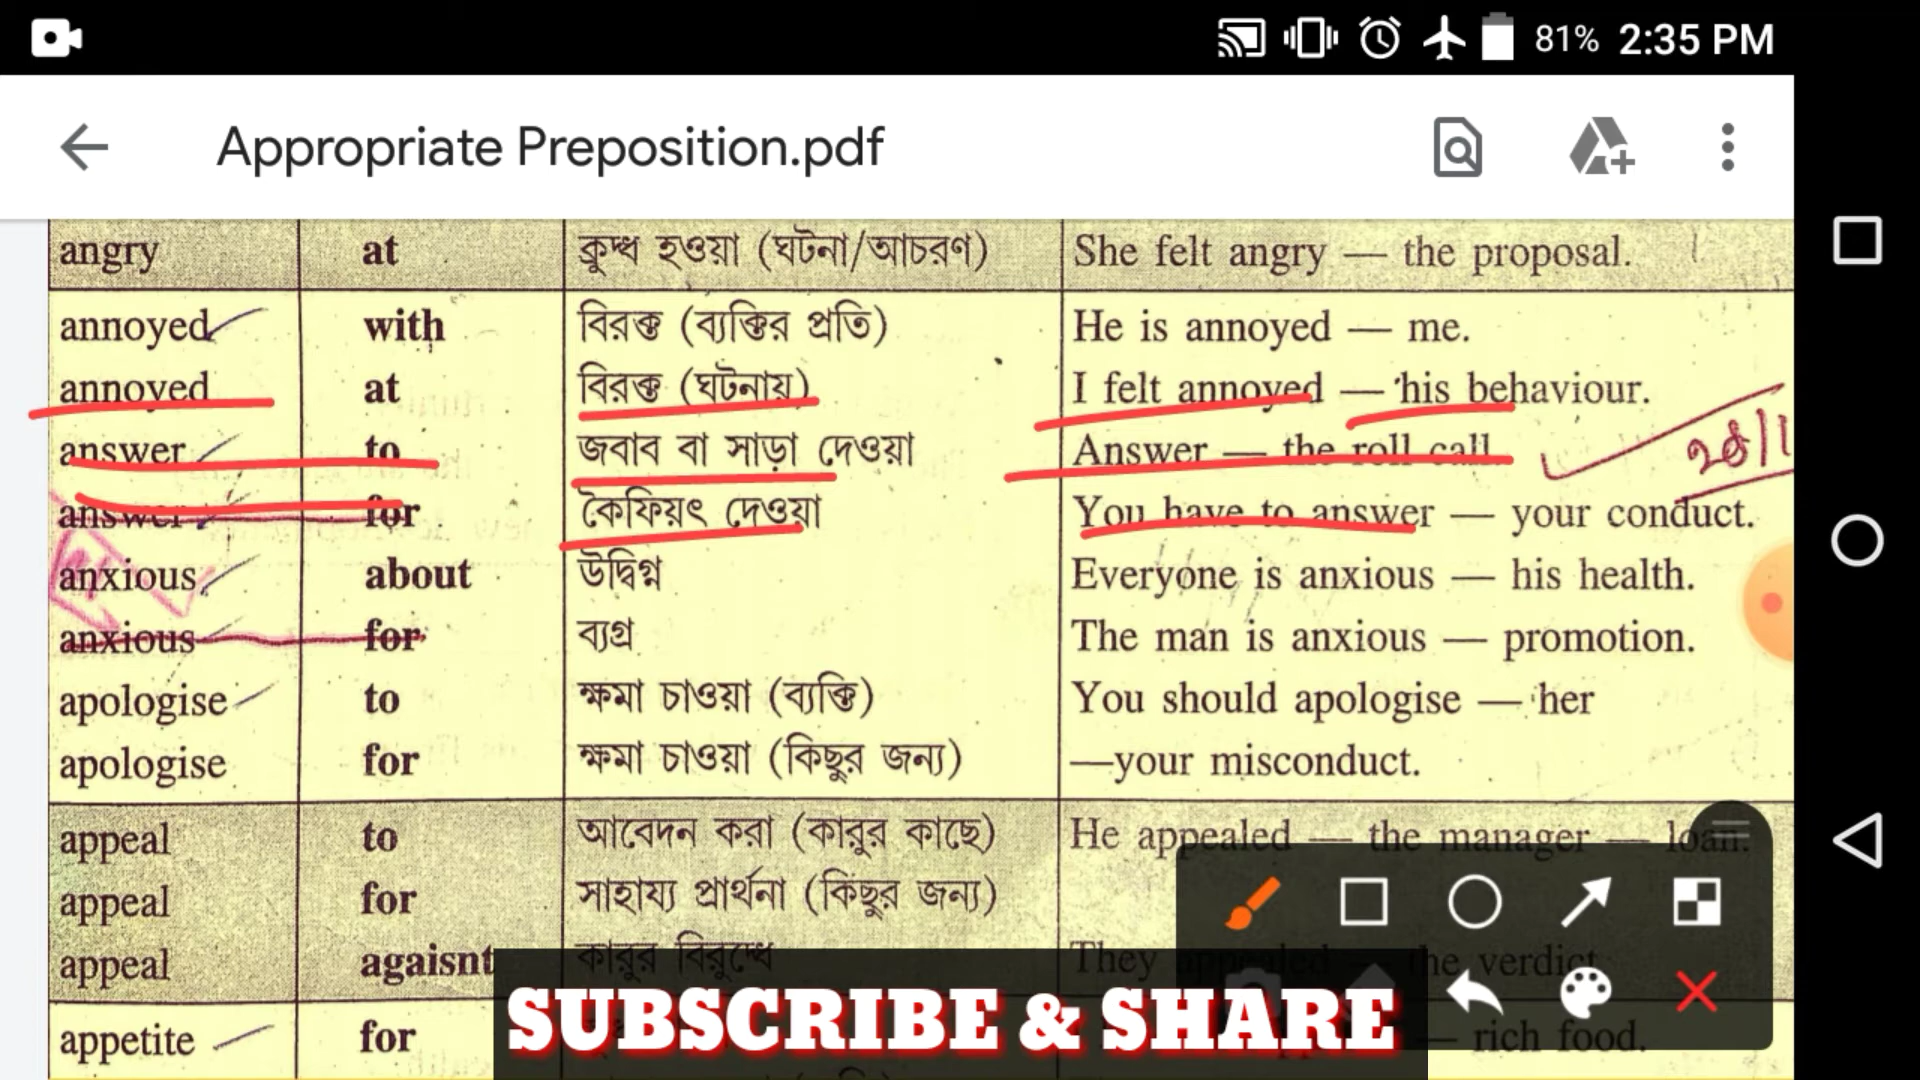 81% 2:35 PM
Appropriate Preposition.pdf
angry at ক্রুদ্ধ হওয়া (ঘটনা/আচরণ) She felt angry — the proposal.
annoyed with বিরক্ত (ব্যক্তির প্রতি) He is annoyed — me.
annoyed at বিরক্ত (ঘটনায়) I felt annoyed — his behaviour.
answer to জবাব বা সাড়া দেওয়া Answer — the roll call.
answer for কৈফিয়ৎ দেওয়া You have to answer — your conduct.
anxious about উদ্বিগ্ন Everyone is anxious — his health.
anxious for ব্যগ্র The man is anxious — promotion.
apologise to ক্ষমা চাওয়া (ব্যক্তি) You should apologise — her
apologise for ক্ষমা চাওয়া (কিছুর জন্য) —your misconduct.
appeal to আবেদন করা (কারুর কাছে) He appealed — the manager — loan.
appeal for সাহায্য প্রার্থনা (কিছুর জন্য)
appeal agaisnt কারুর বিরুদ্ধে They appealed — the verdict
appetite for — rich food.
SUBSCRIBE & SHARE